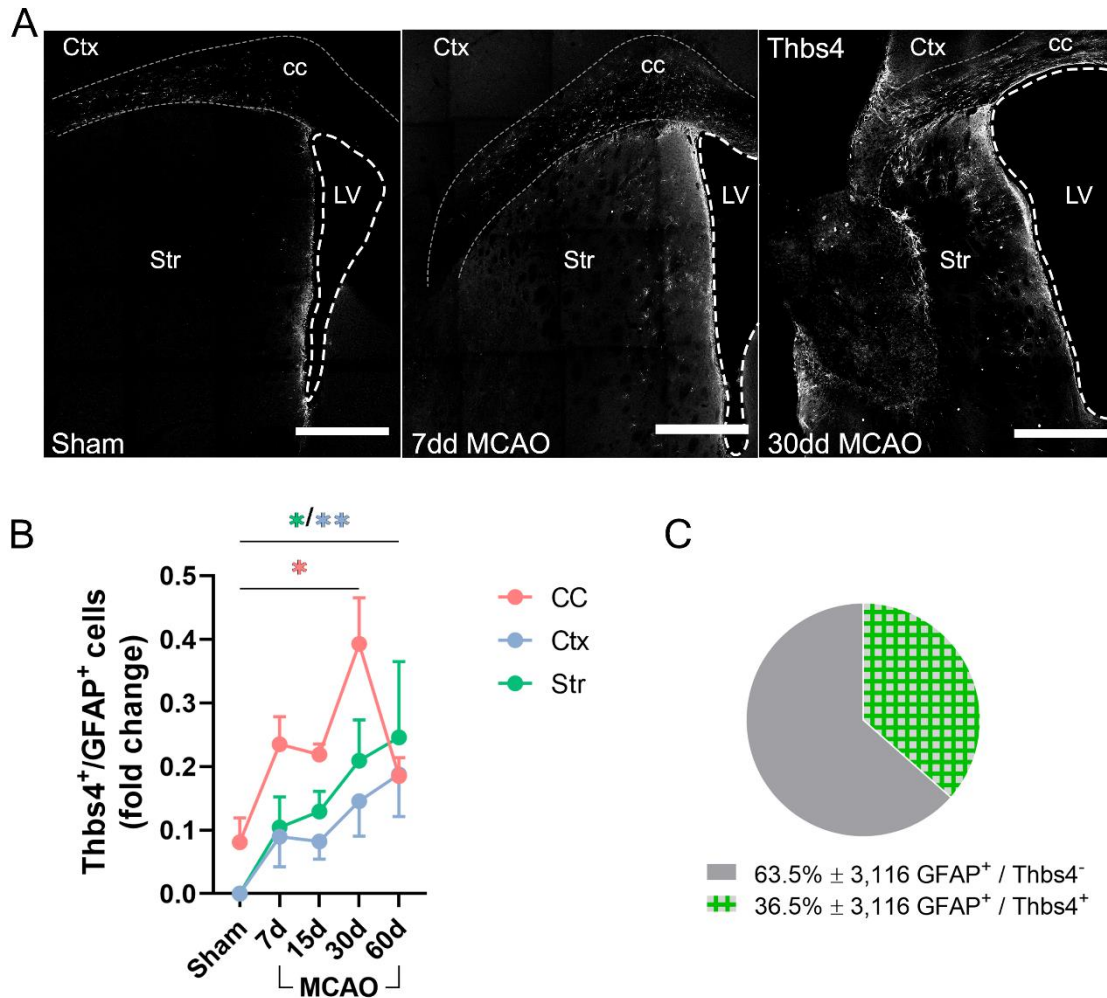 A
Ctx
cc
LV
Str
Sham
Ctx
cc
LV
Str
7dd MCAO
Thbs4
Ctx
cc
LV
Str
30dd MCAO
B
*/**
*
Thbs4⁺/GFAP⁺ cells
(fold change)
0.5
0.4
0.3
0.2
0.1
0.0
Sham
7d
15d
30d
60d
MCAO
CC
Ctx
Str
C
63.5% ± 3,116 GFAP⁺ / Thbs4⁻
36.5% ± 3,116 GFAP⁺ / Thbs4⁺